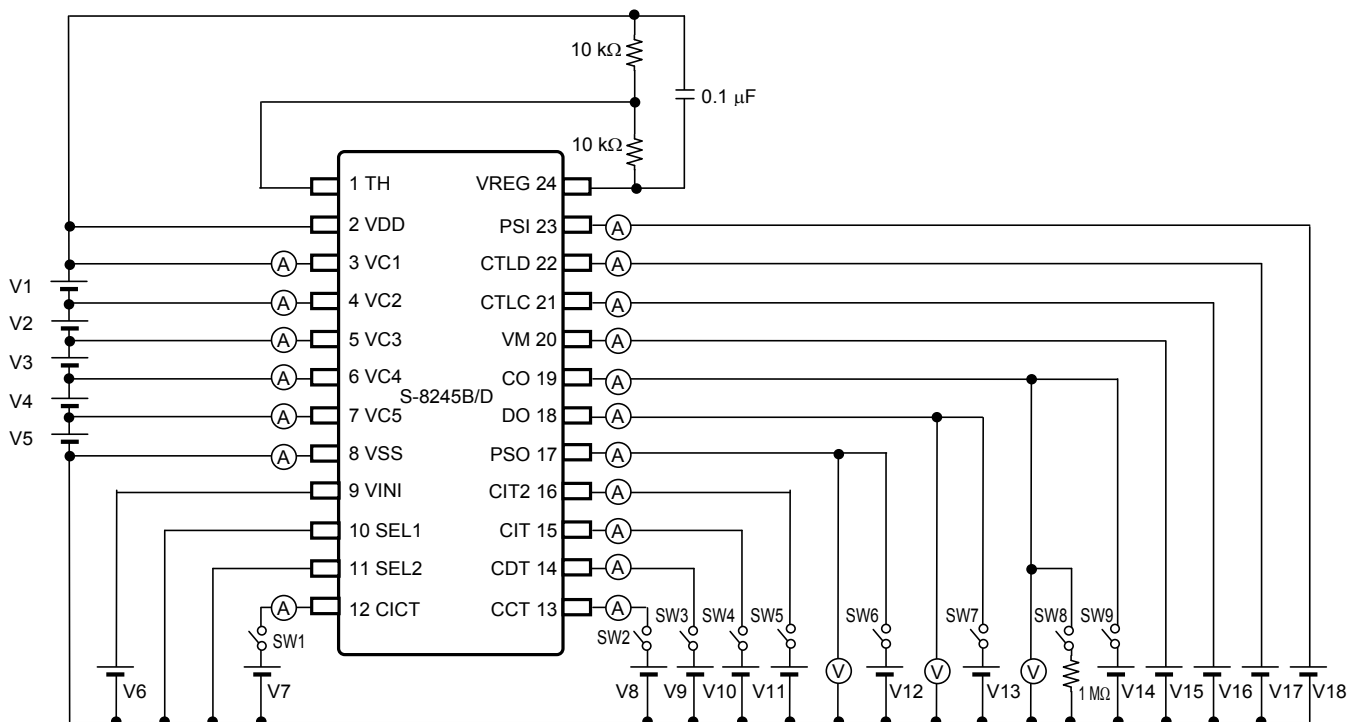 10 kΩ
0.1 μF
10 kΩ
1 TH
VREG 24
2 VDD
PSI 23
A
3 VC1
A
CTLD 22
A
V1
4 VC2
A
CTLC 21
A
V2
5 VC3
A
VM 20
A
V3
6 VC4
A
CO 19
A
S-8245B/D
V4
7 VC5
A
DO 18
A
V5
8 VSS
A
PSO 17
A
9 VINI
CIT2 16
A
10 SEL1
CIT 15
A
11 SEL2
CDT 14
A
12 CICT
A
CCT 13
A
SW1
SW2
SW3
SW4
SW5
SW6
SW7
SW8
SW9
V6
V7
V8
V9
V10
V11
V
V12
V
V13
V
1 MΩ
V14
V15
V16
V17
V18